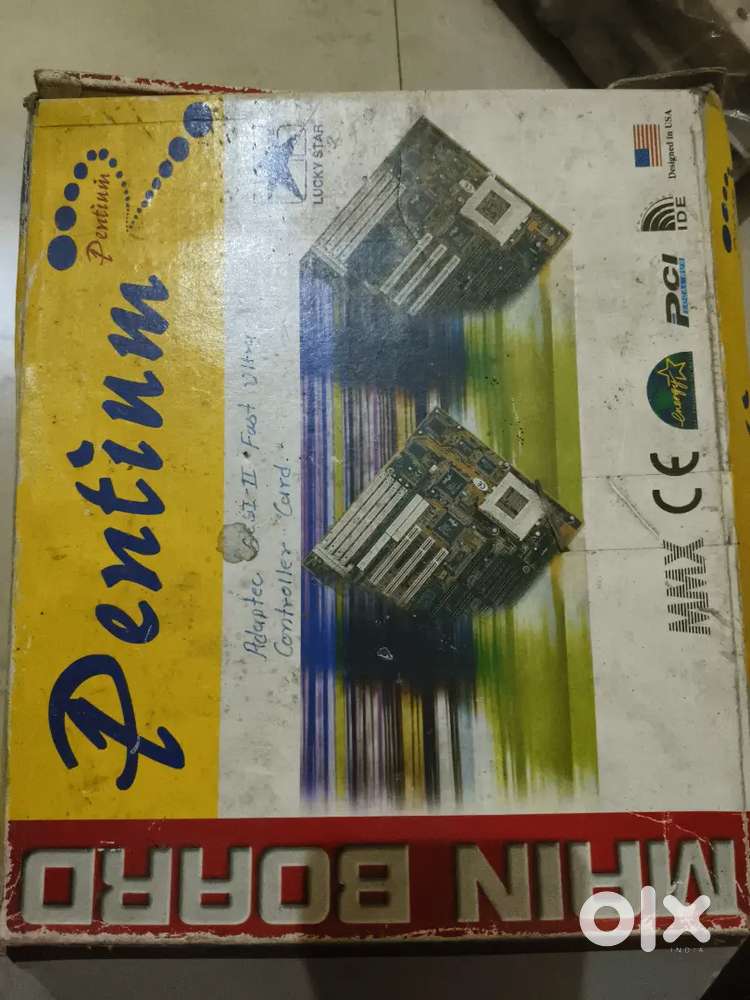 Pentium
Pentium
LUCKY STAR
Adaptec SCSI-II • Fast Ultra
Controller Card."
Designed in USA
IDE
PCI
energy
CE
MMX
MAIN BOARD
olx
INDIA